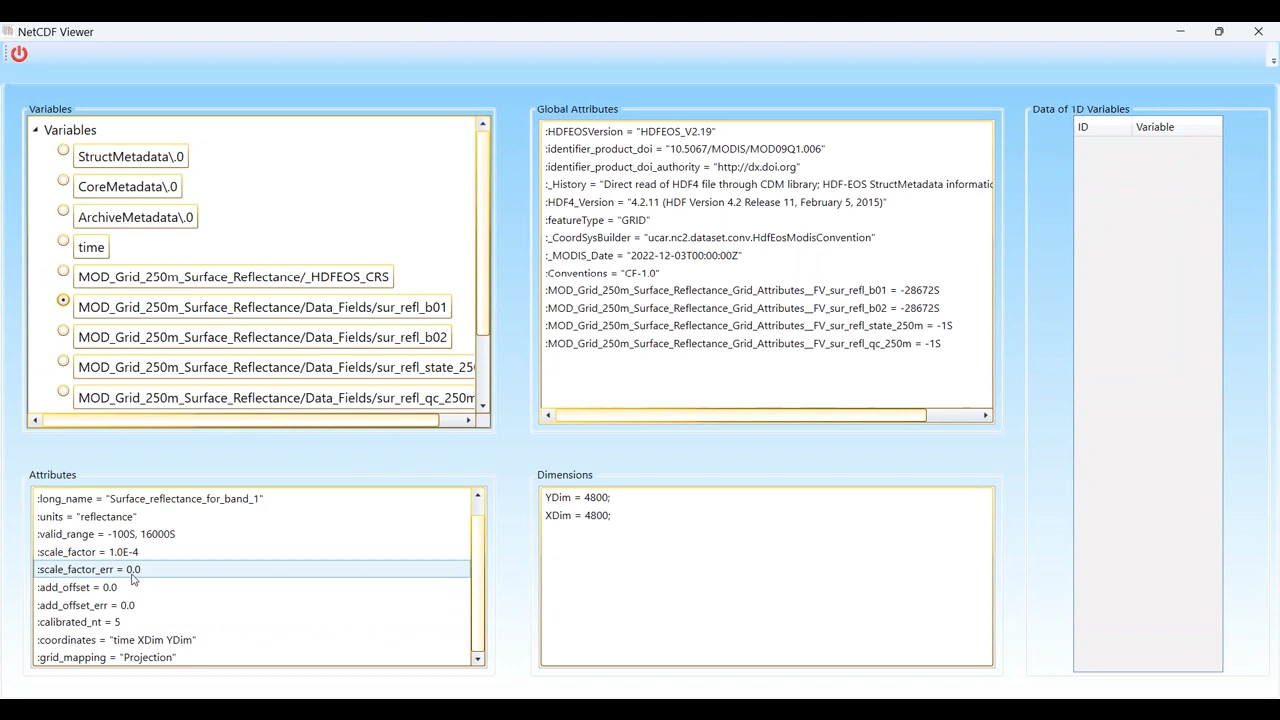 NetCDF Viewer
Variables
Variables
StructMetadata\.0
CoreMetadata\.0
ArchiveMetadata\.0
time
MOD_Grid_250m_Surface_Reflectance/_HDFEOS_CRS
MOD_Grid_250m_Surface_Reflectance/Data_Fields/sur_refl_b01
MOD_Grid_250m_Surface_Reflectance/Data_Fields/sur_refl_b02
MOD_Grid_250m_Surface_Reflectance/Data_Fields/sur_refl_state_25
MOD_Grid_250m_Surface_Reflectance/Data_Fields/sur_refl_qc_250m
Global Attributes
:HDFEOSVersion = "HDFEOS_V2.19"
:identifier_product_doi = "10.5067/MODIS/MOD09Q1.006"
:identifier_product_doi_authority = "http://dx.doi.org"
:_History = "Direct read of HDF4 file through CDM library; HDF-EOS StructMetadata informatic
:HDF4_Version = "4.2.11 (HDF Version 4.2 Release 11, February 5, 2015)"
:featureType = "GRID"
:_CoordSysBuilder = "ucar.nc2.dataset.conv.HdfEosModisConvention"
:_MODIS_Date = "2022-12-03T00:00:00Z"
:Conventions = "CF-1.0"
:MOD_Grid_250m_Surface_Reflectance_Grid_Attributes__FV_sur_refl_b01 = -28672S
:MOD_Grid_250m_Surface_Reflectance_Grid_Attributes__FV_sur_refl_b02 = -28672S
:MOD_Grid_250m_Surface_Reflectance_Grid_Attributes__FV_sur_refl_state_250m = -1S
:MOD_Grid_250m_Surface_Reflectance_Grid_Attributes__FV_sur_refl_qc_250m = -1S
Data of 1D Variables
ID Variable
Attributes
:long_name = "Surface_reflectance_for_band_1"
:units = "reflectance"
:valid_range = -100S, 16000S
:scale_factor = 1.0E-4
:scale_factor_err = 0.0
:add_offset = 0.0
:add_offset_err = 0.0
:calibrated_nt = 5
:coordinates = "time XDim YDim"
:grid_mapping = "Projection"
Dimensions
YDim = 4800;
XDim = 4800;